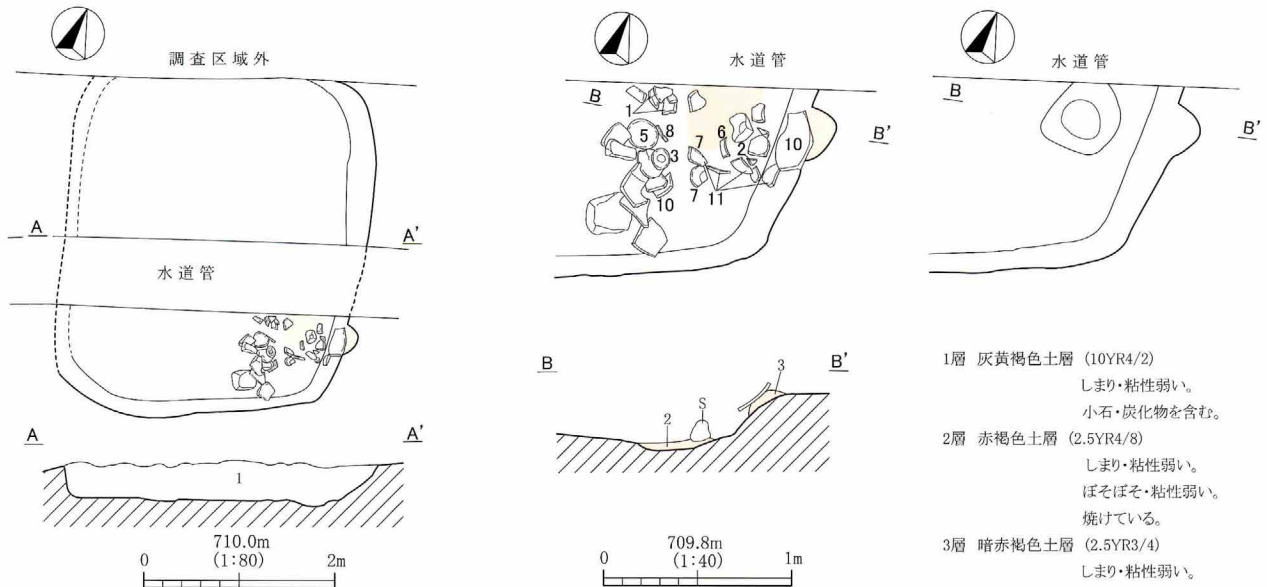 調査区域外
A
A'
水道管
A
A'
1
710.0m
(1:80)
0
2m
水道管
B
B'
1
5
8
3
6
2
10
7
7
11
10
B
B'
3
S
2
709.8m
(1:40)
0
1m
水道管
B
B'
1層 灰黄褐色土層 (10YR4/2)
しまり・粘性弱い。
小石・炭化物を含む。
2層 赤褐色土層 (2.5YR4/8)
しまり・粘性弱い。
ぼそぼそ・粘性弱い。
焼けている。
3層 暗赤褐色土層 (2.5YR3/4)
しまり・粘性弱い。